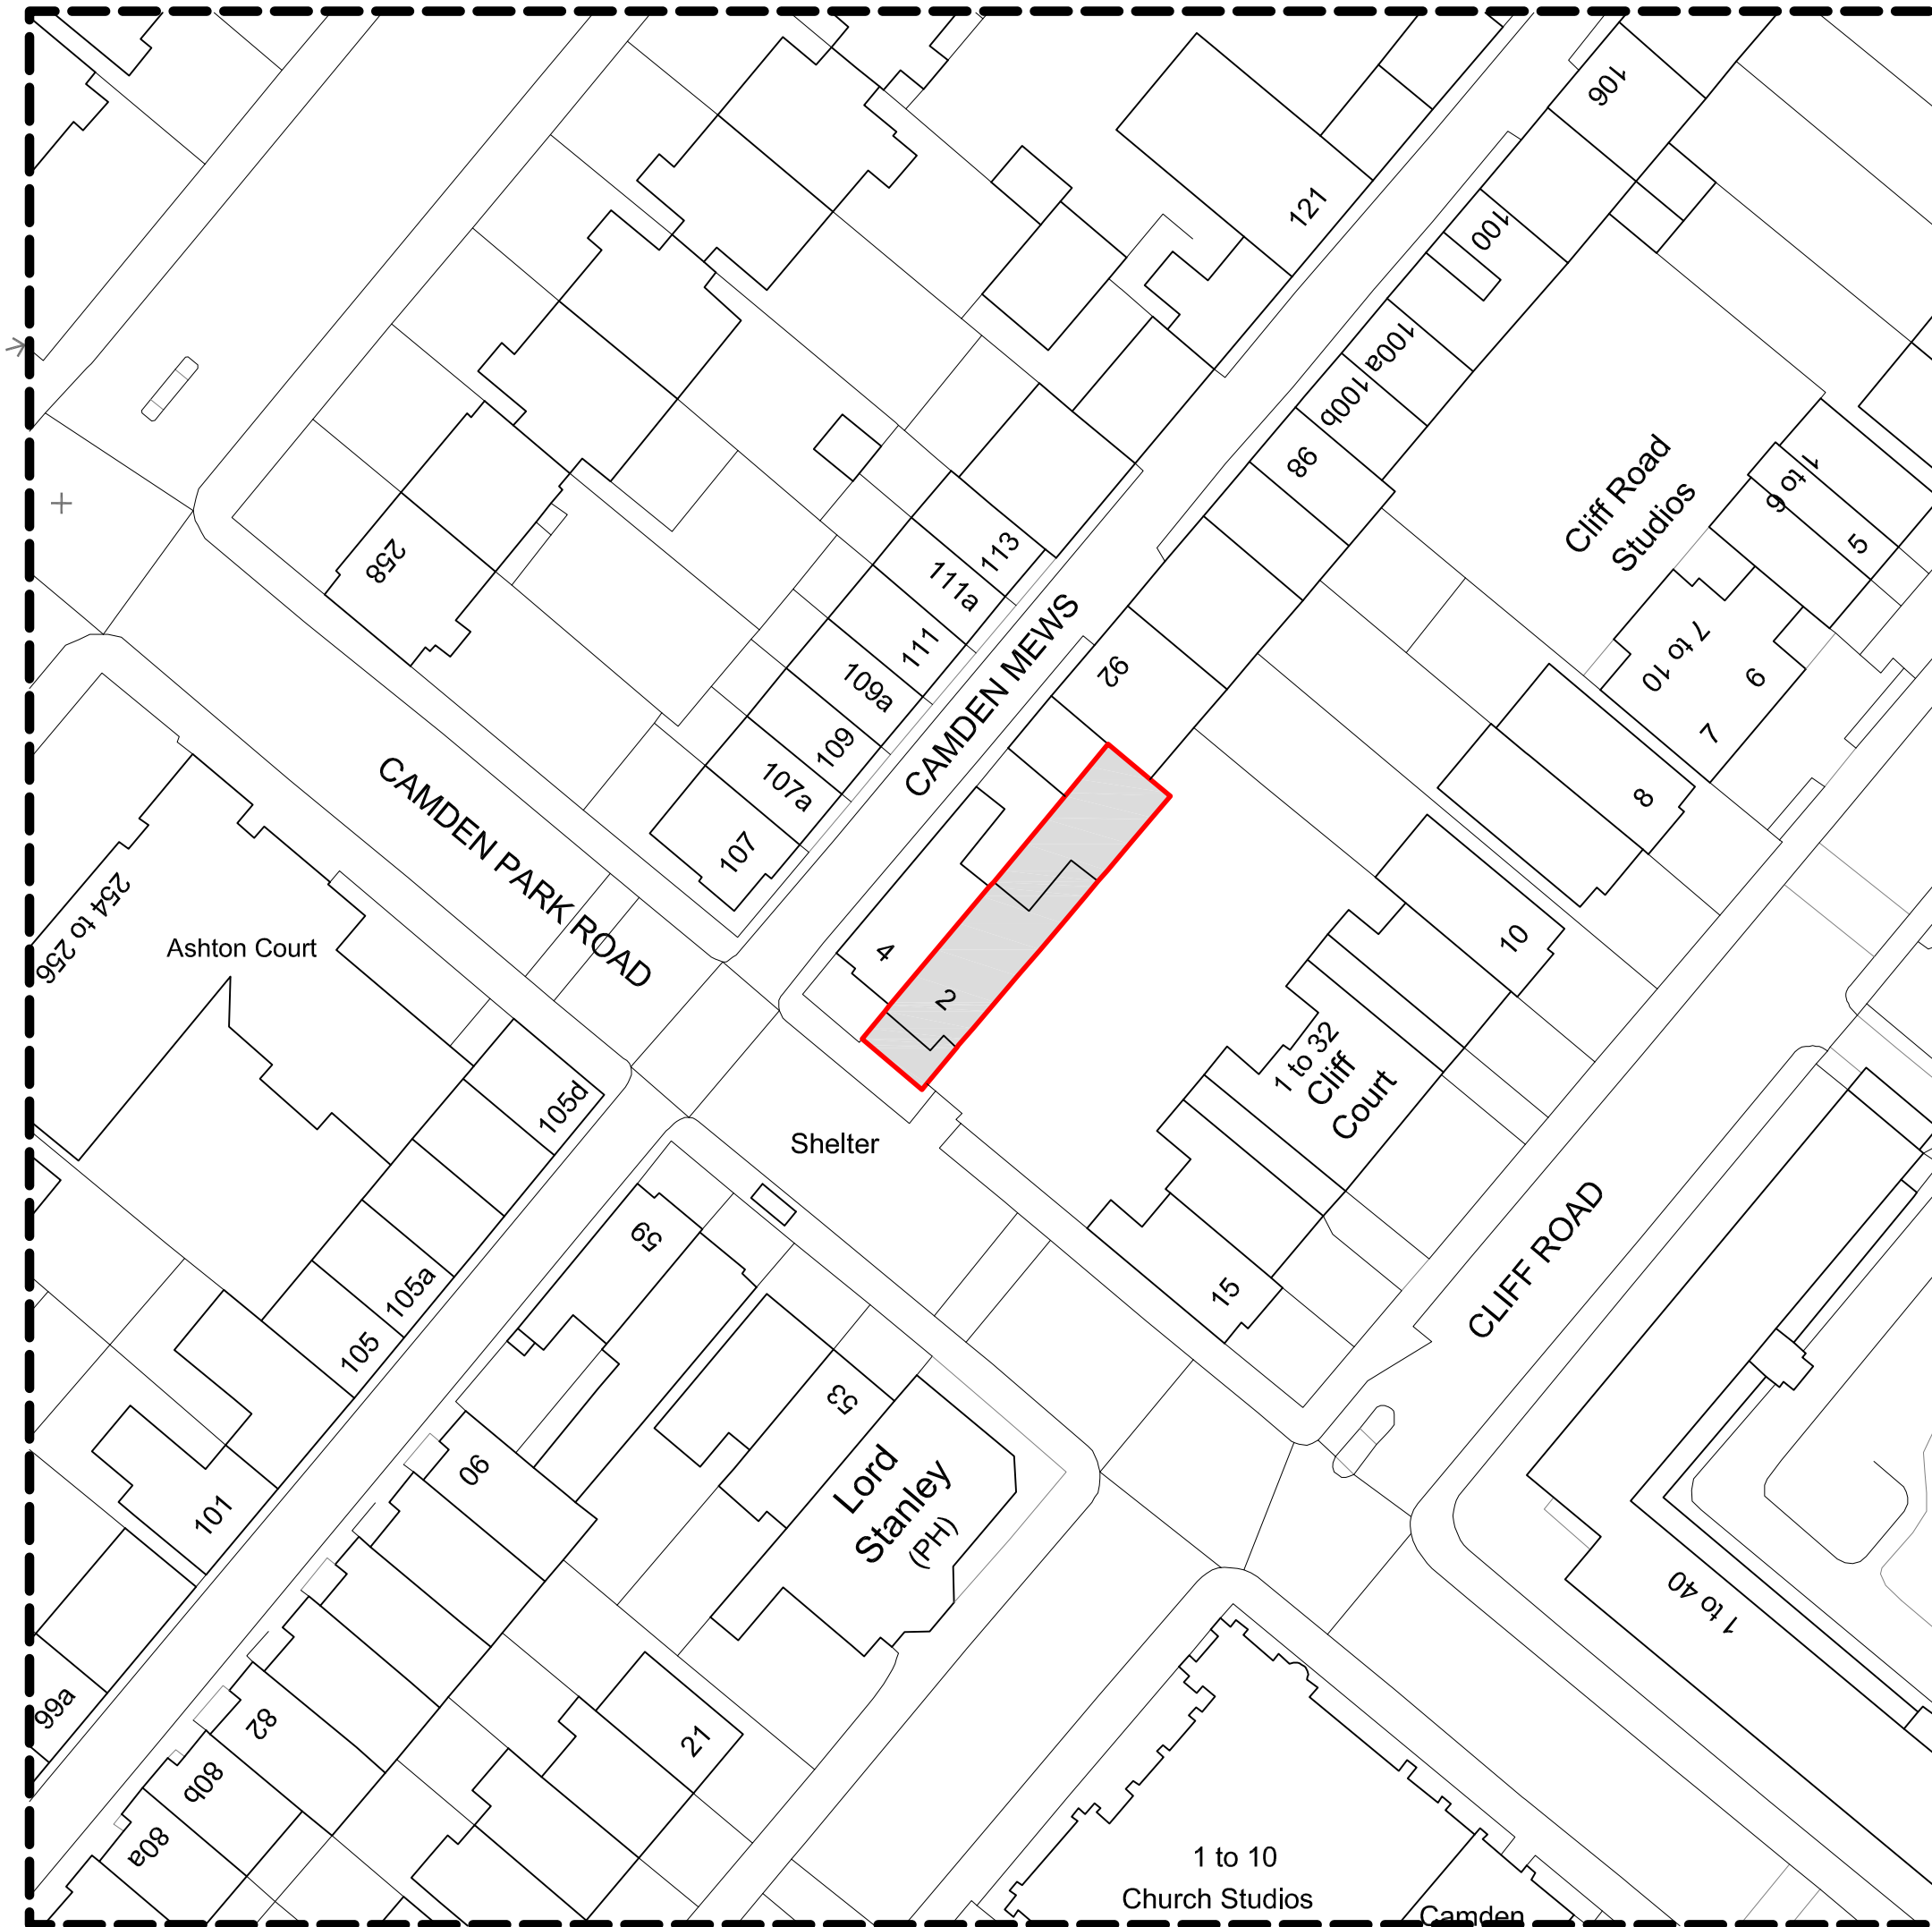 106
121
100
100a
100b
98
Cliff Road
Studios
1 to 6
5
258
113
111a
111
109a
109
107a
107
CAMDEN MEWS
92
7 to 10
9
7
8
CAMDEN PARK ROAD
254 to 256
Ashton Court
4
2
10
1 to 32
Cliff
Court
105d
Shelter
59
15
CLIFF ROAD
105a
105
53
Lord
Stanley
(PH)
90
101
1 to 40
99a
82
21
80b
80a
1 to 10
Church Studios
Camden